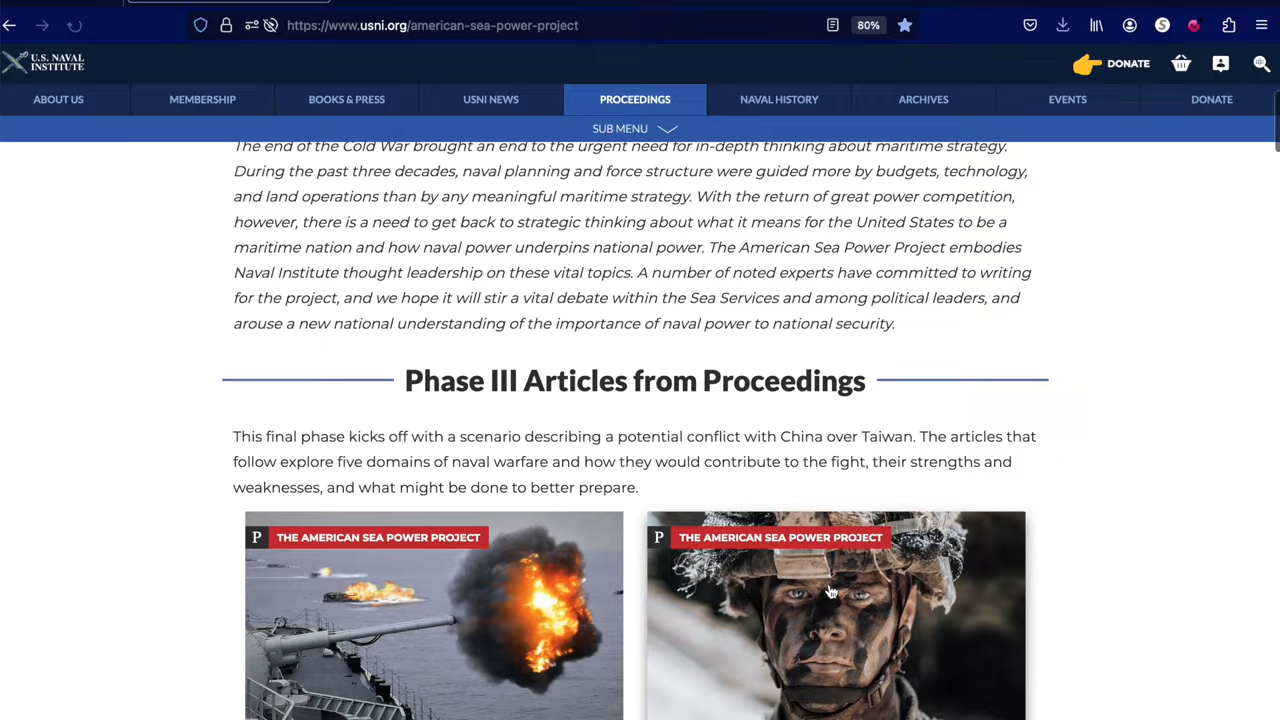 https://www.usni.org/american-sea-power-project
80%
U.S. NAVAL
INSTITUTE
DONATE
ABOUT US
MEMBERSHIP
BOOKS & PRESS
USNI NEWS
PROCEEDINGS
NAVAL HISTORY
ARCHIVES
EVENTS
DONATE
SUB MENU
The end of the Cold War brought an end to the urgent need for in-depth thinking about maritime strategy.
During the past three decades, naval planning and force structure were guided more by budgets, technology,
and land operations than by any meaningful maritime strategy. With the return of great power competition,
however, there is a need to get back to strategic thinking about what it means for the United States to be a
maritime nation and how naval power underpins national power. The American Sea Power Project embodies
Naval Institute thought leadership on these vital topics. A number of noted experts have committed to writing
for the project, and we hope it will stir a vital debate within the Sea Services and among political leaders, and
arouse a new national understanding of the importance of naval power to national security.
Phase III Articles from Proceedings
This final phase kicks off with a scenario describing a potential conflict with China over Taiwan. The articles that
follow explore five domains of naval warfare and how they would contribute to the fight, their strengths and
weaknesses, and what might be done to better prepare.
P THE AMERICAN SEA POWER PROJECT
P THE AMERICAN SEA POWER PROJECT